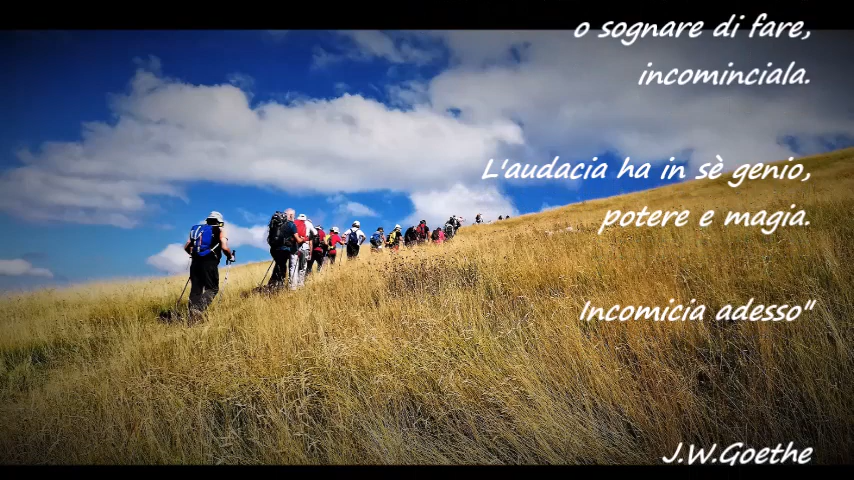 o sognare di fare,
incominciala.
L'audacia ha in sè genio,
potere e magia.
Incomicia adesso"
J.W.Goethe